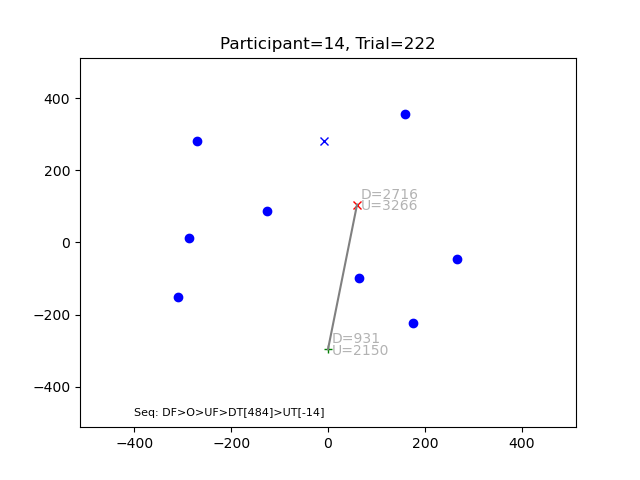 Participant=14, Trial=222
400
200
0
−200
−400
D=2716
U=3266
D=931
U=2150
Seq: DF>O>UF>DT[484]>UT[-14]
−400
−200
0
200
400